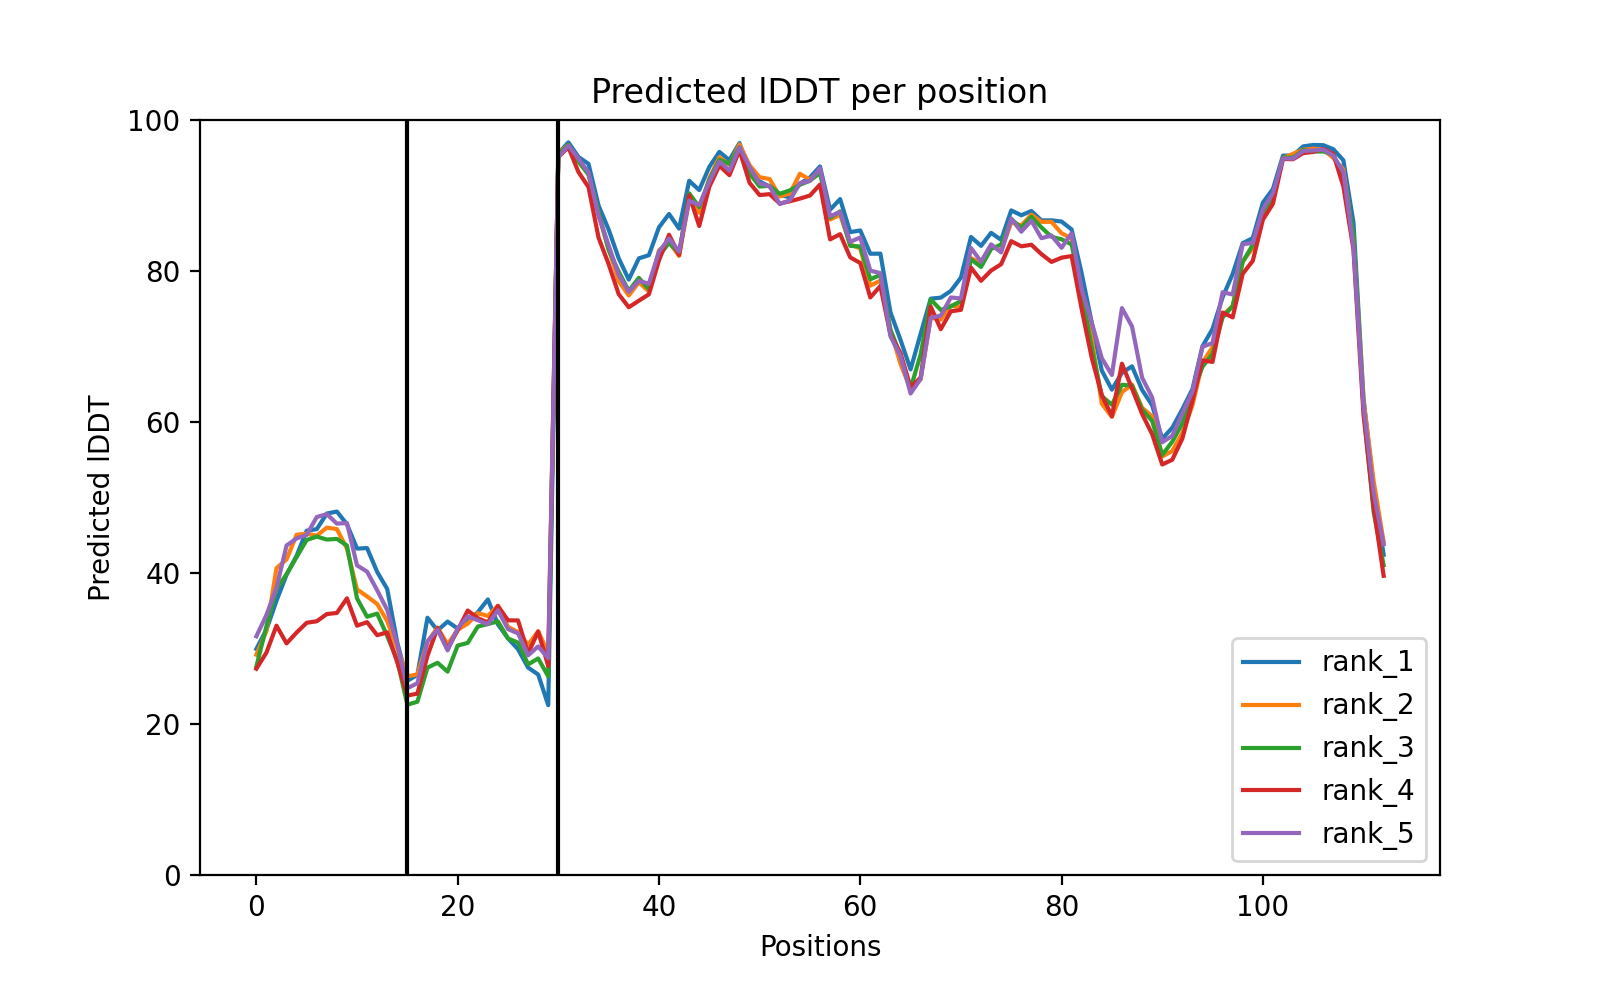 Predicted lDDT per position
100
80
60
40
20
0
Predicted lDDT
0 20 40 60 80 100
Positions
rank_1
rank_2
rank_3
rank_4
rank_5